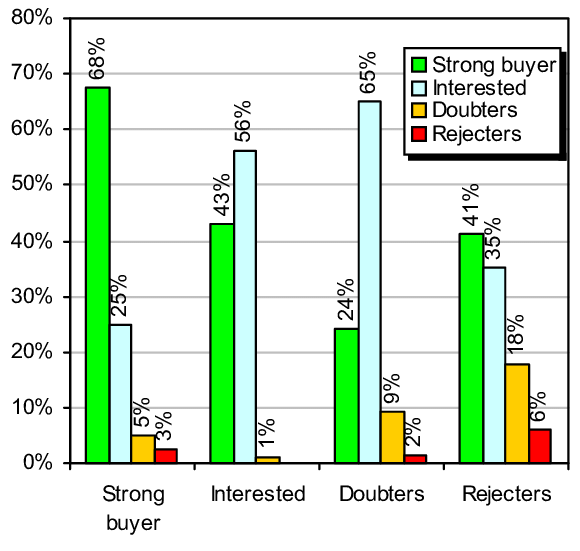 80%
70%
60%
50%
40%
30%
20%
10%
0%
68%
25%
5%
3%
43%
56%
1%
24%
65%
9%
2%
41%
35%
18%
6%
Strong buyer
Interested
Doubters
Rejecters
Strong
buyer
Interested
Doubters
Rejecters